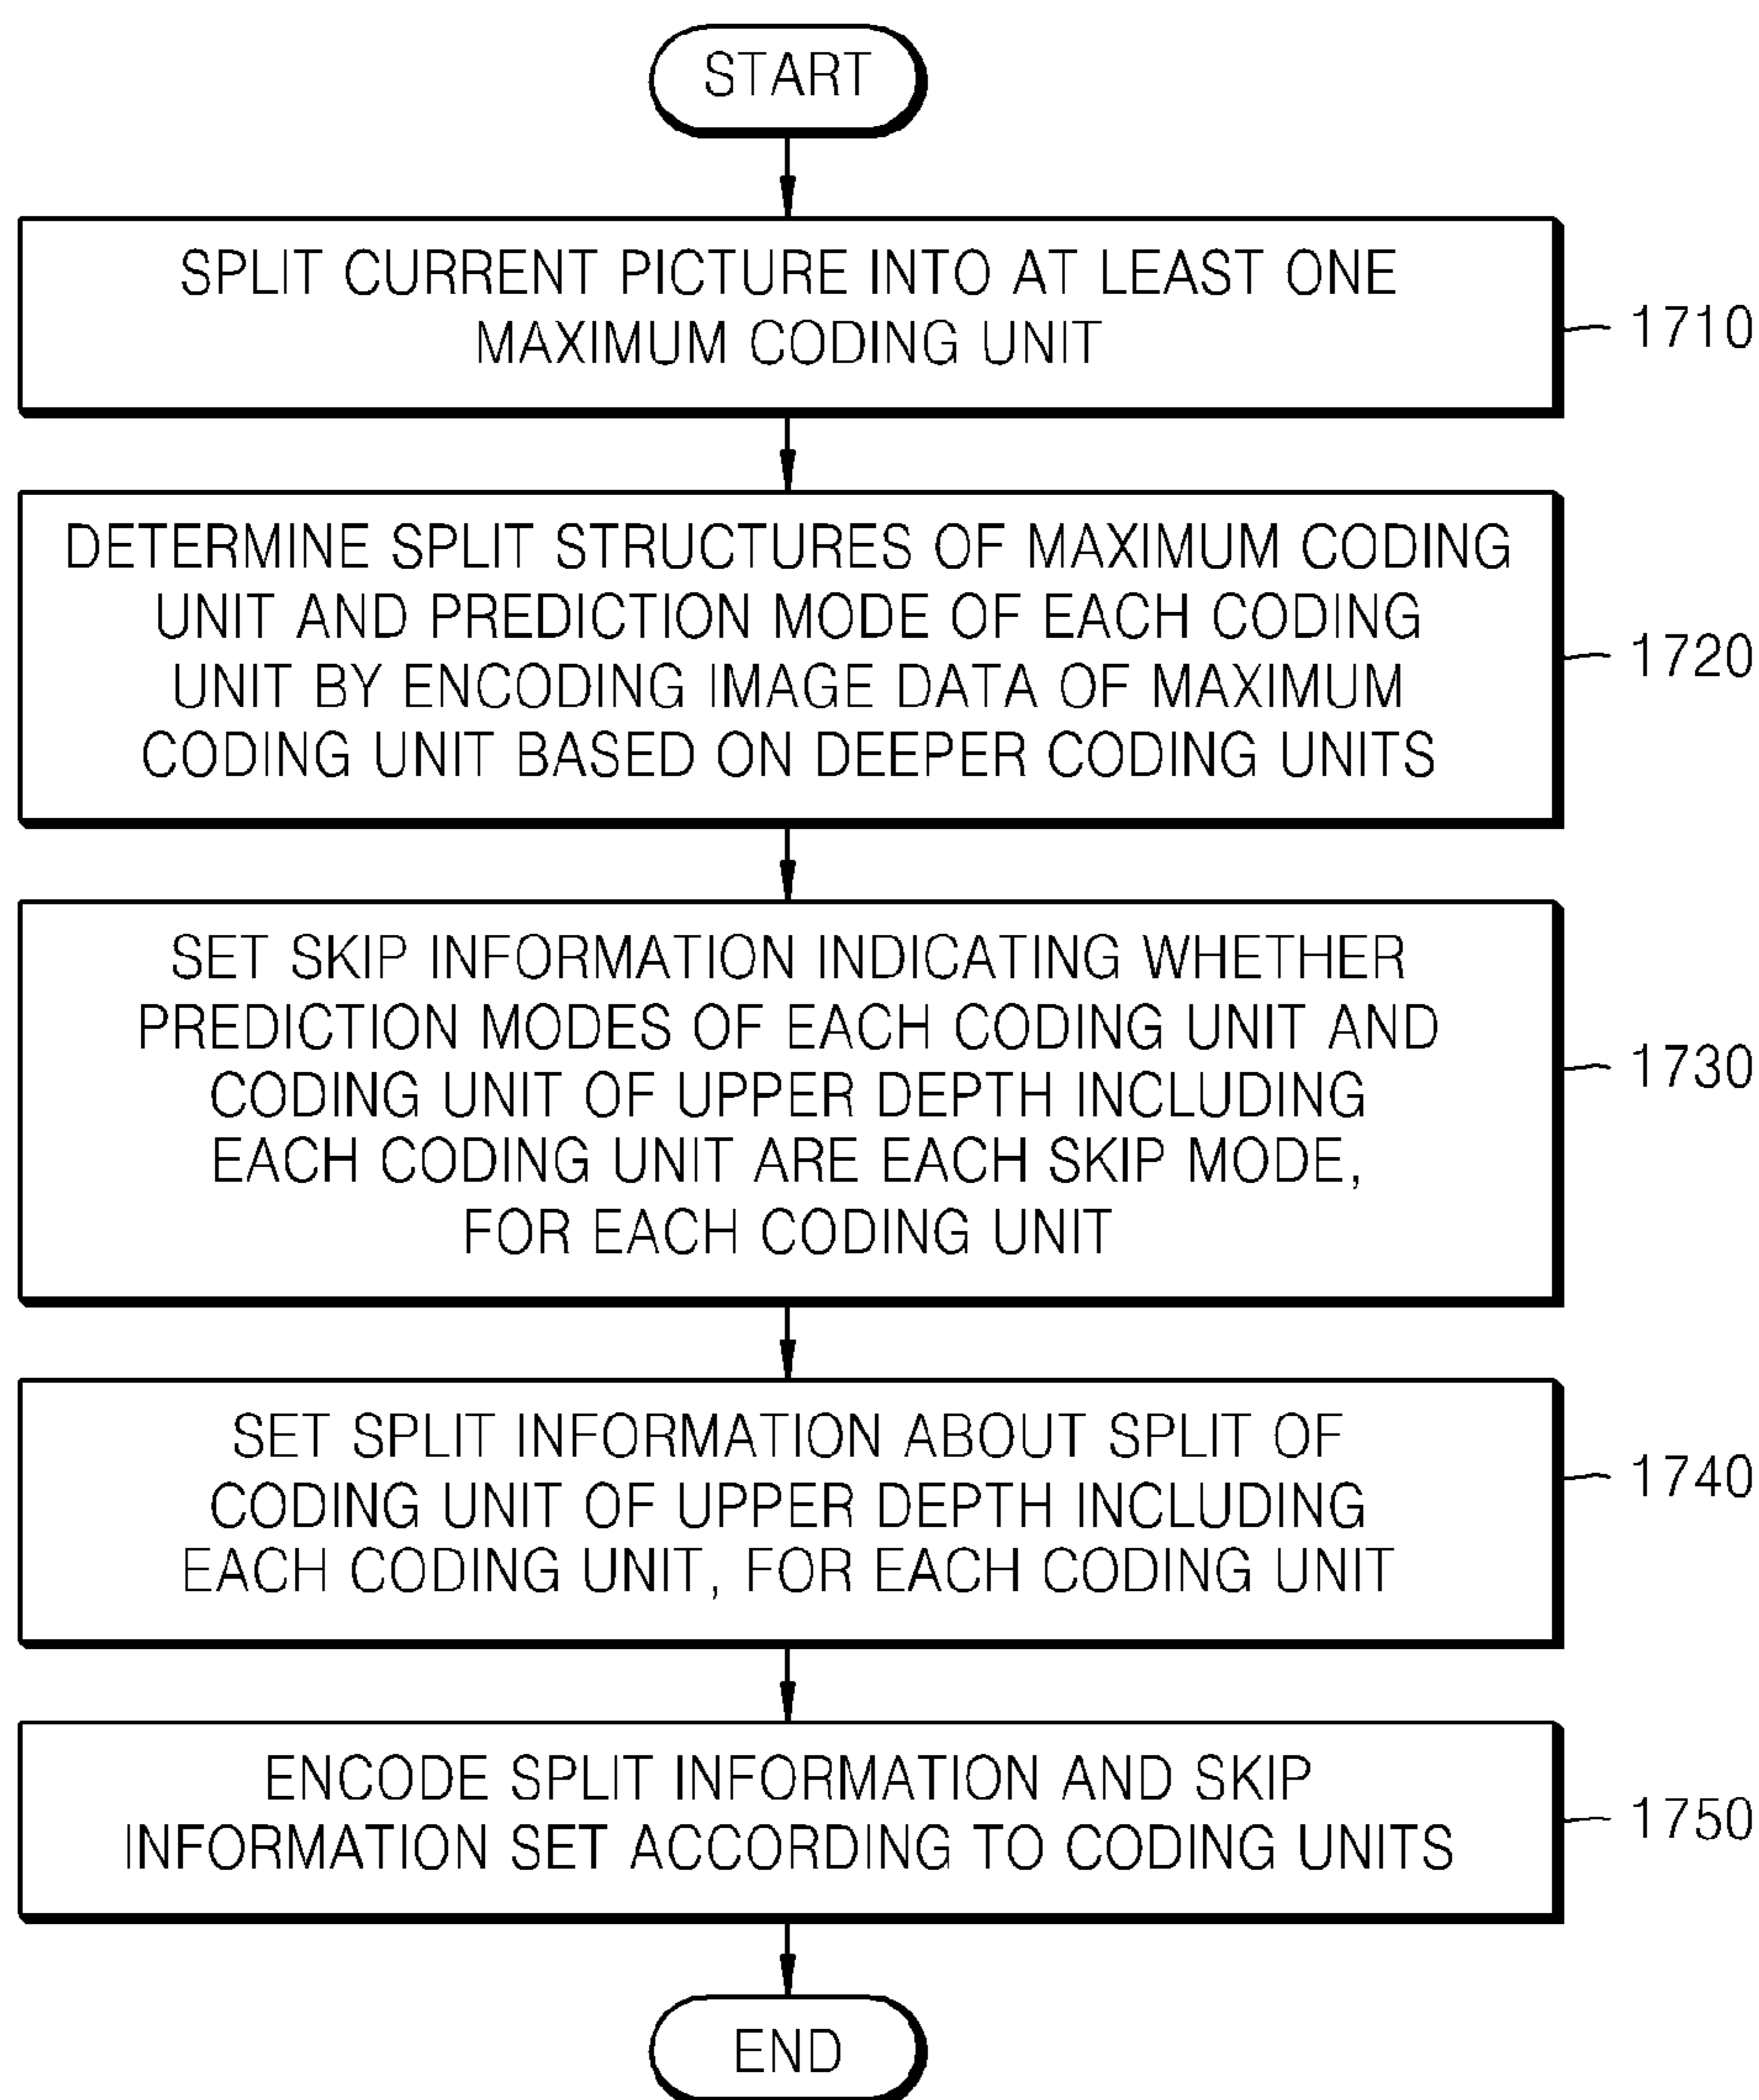 START
SPLIT CURRENT PICTURE INTO AT LEAST ONE
MAXIMUM CODING UNIT
1710
DETERMINE SPLIT STRUCTURES OF MAXIMUM CODING
UNIT AND PREDICTION MODE OF EACH CODING
UNIT BY ENCODING IMAGE DATA OF MAXIMUM
CODING UNIT BASED ON DEEPER CODING UNITS
1720
SET SKIP INFORMATION INDICATING WHETHER
PREDICTION MODES OF EACH CODING UNIT AND
CODING UNIT OF UPPER DEPTH INCLUDING
EACH CODING UNIT ARE EACH SKIP MODE,
FOR EACH CODING UNIT
1730
SET SPLIT INFORMATION ABOUT SPLIT OF
CODING UNIT OF UPPER DEPTH INCLUDING
EACH CODING UNIT, FOR EACH CODING UNIT
1740
ENCODE SPLIT INFORMATION AND SKIP
INFORMATION SET ACCORDING TO CODING UNITS
1750
END